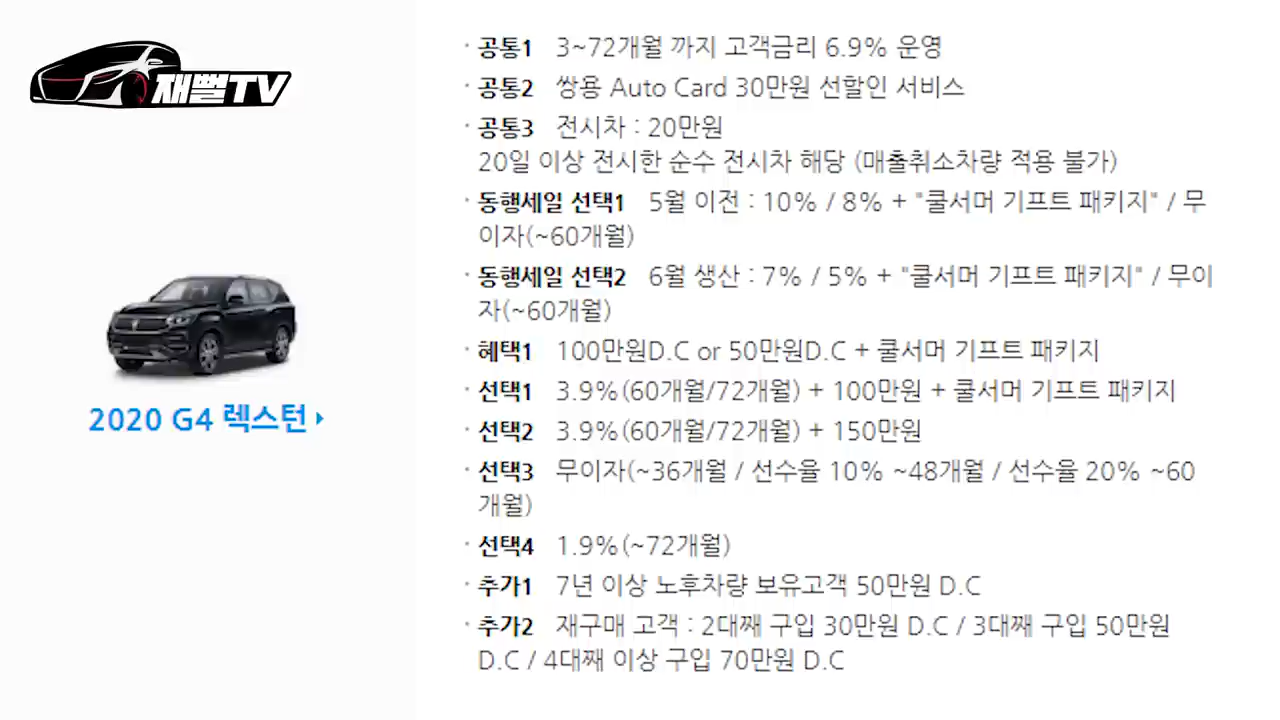 재뻘TV
· 공통1 3~72개월 까지 고객금리 6.9% 운영
· 공통2 쌍용 Auto Card 30만원 선할인 서비스
· 공통3 전시차 : 20만원
20일 이상 전시한 순수 전시차 해당 (매출취소차량 적용 불가)
· 동행세일 선택1 5월 이전 : 10% / 8% + "쿨서머 기프트 패키지" / 무
이자(~60개월)
· 동행세일 선택2 6월 생산 : 7% / 5% + "쿨서머 기프트 패키지" / 무이
자(~60개월)
· 혜택1 100만원D.C or 50만원D.C + 쿨서머 기프트 패키지
· 선택1 3.9%(60개월/72개월) + 100만원 + 쿨서머 기프트 패키지
· 선택2 3.9%(60개월/72개월) + 150만원
· 선택3 무이자(~36개월 / 선수율 10% ~48개월 / 선수율 20% ~60
개월)
· 선택4 1.9%(~72개월)
· 추가1 7년 이상 노후차량 보유고객 50만원 D.C
· 추가2 재구매 고객 : 2대째 구입 30만원 D.C / 3대째 구입 50만원
D.C / 4대째 이상 구입 70만원 D.C
2020 G4 렉스턴